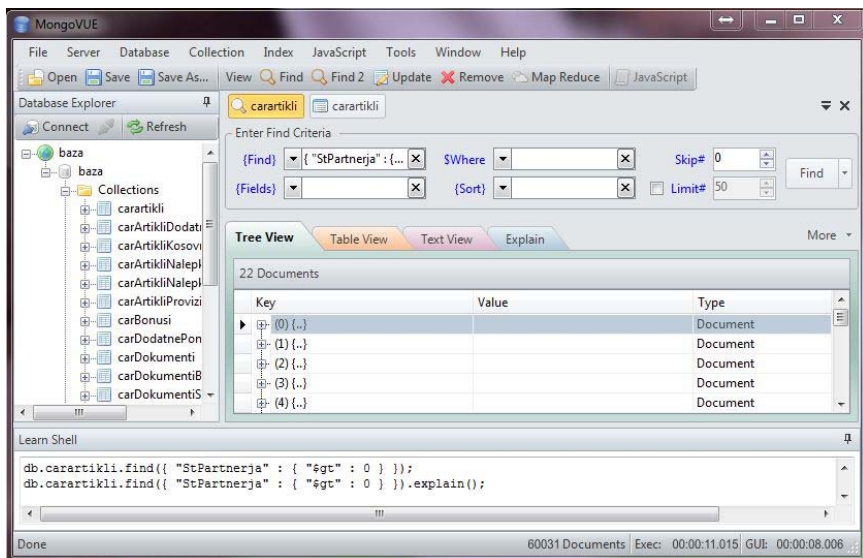 MongoVUE
File Server Database Collection Index JavaScript Tools Window Help
Open Save Save As... View Find Find 2 Update Remove Map Reduce JavaScript
Database Explorer
Connect Refresh
baza
baza
Collections
carartikli
carArtikliDodatı
carArtikliKosovı
carArtikliNalepl
carArtikliNalepl
carArtikliProvizi
carBonusi
carDodatnePon
carDokumenti
carDokumentiB
carDokumentiS
carartikli carartikli
Enter Find Criteria
{Find} { "StPartnerja" : {... $Where Skip# 0 Find
{Fields} {Sort} Limit# 50
Tree View Table View Text View Explain More
22 Documents
Key Value Type
(0) {..} Document
(1) {..} Document
(2) {..} Document
(3) {..} Document
(4) {..} Document
Learn Shell
db.carartikli.find({ "StPartnerja" : { "$gt" : 0 } });
db.carartikli.find({ "StPartnerja" : { "$gt" : 0 } }).explain();
Done 60031 Documents Exec: 00:00:11.015 GUI: 00:00:08.006